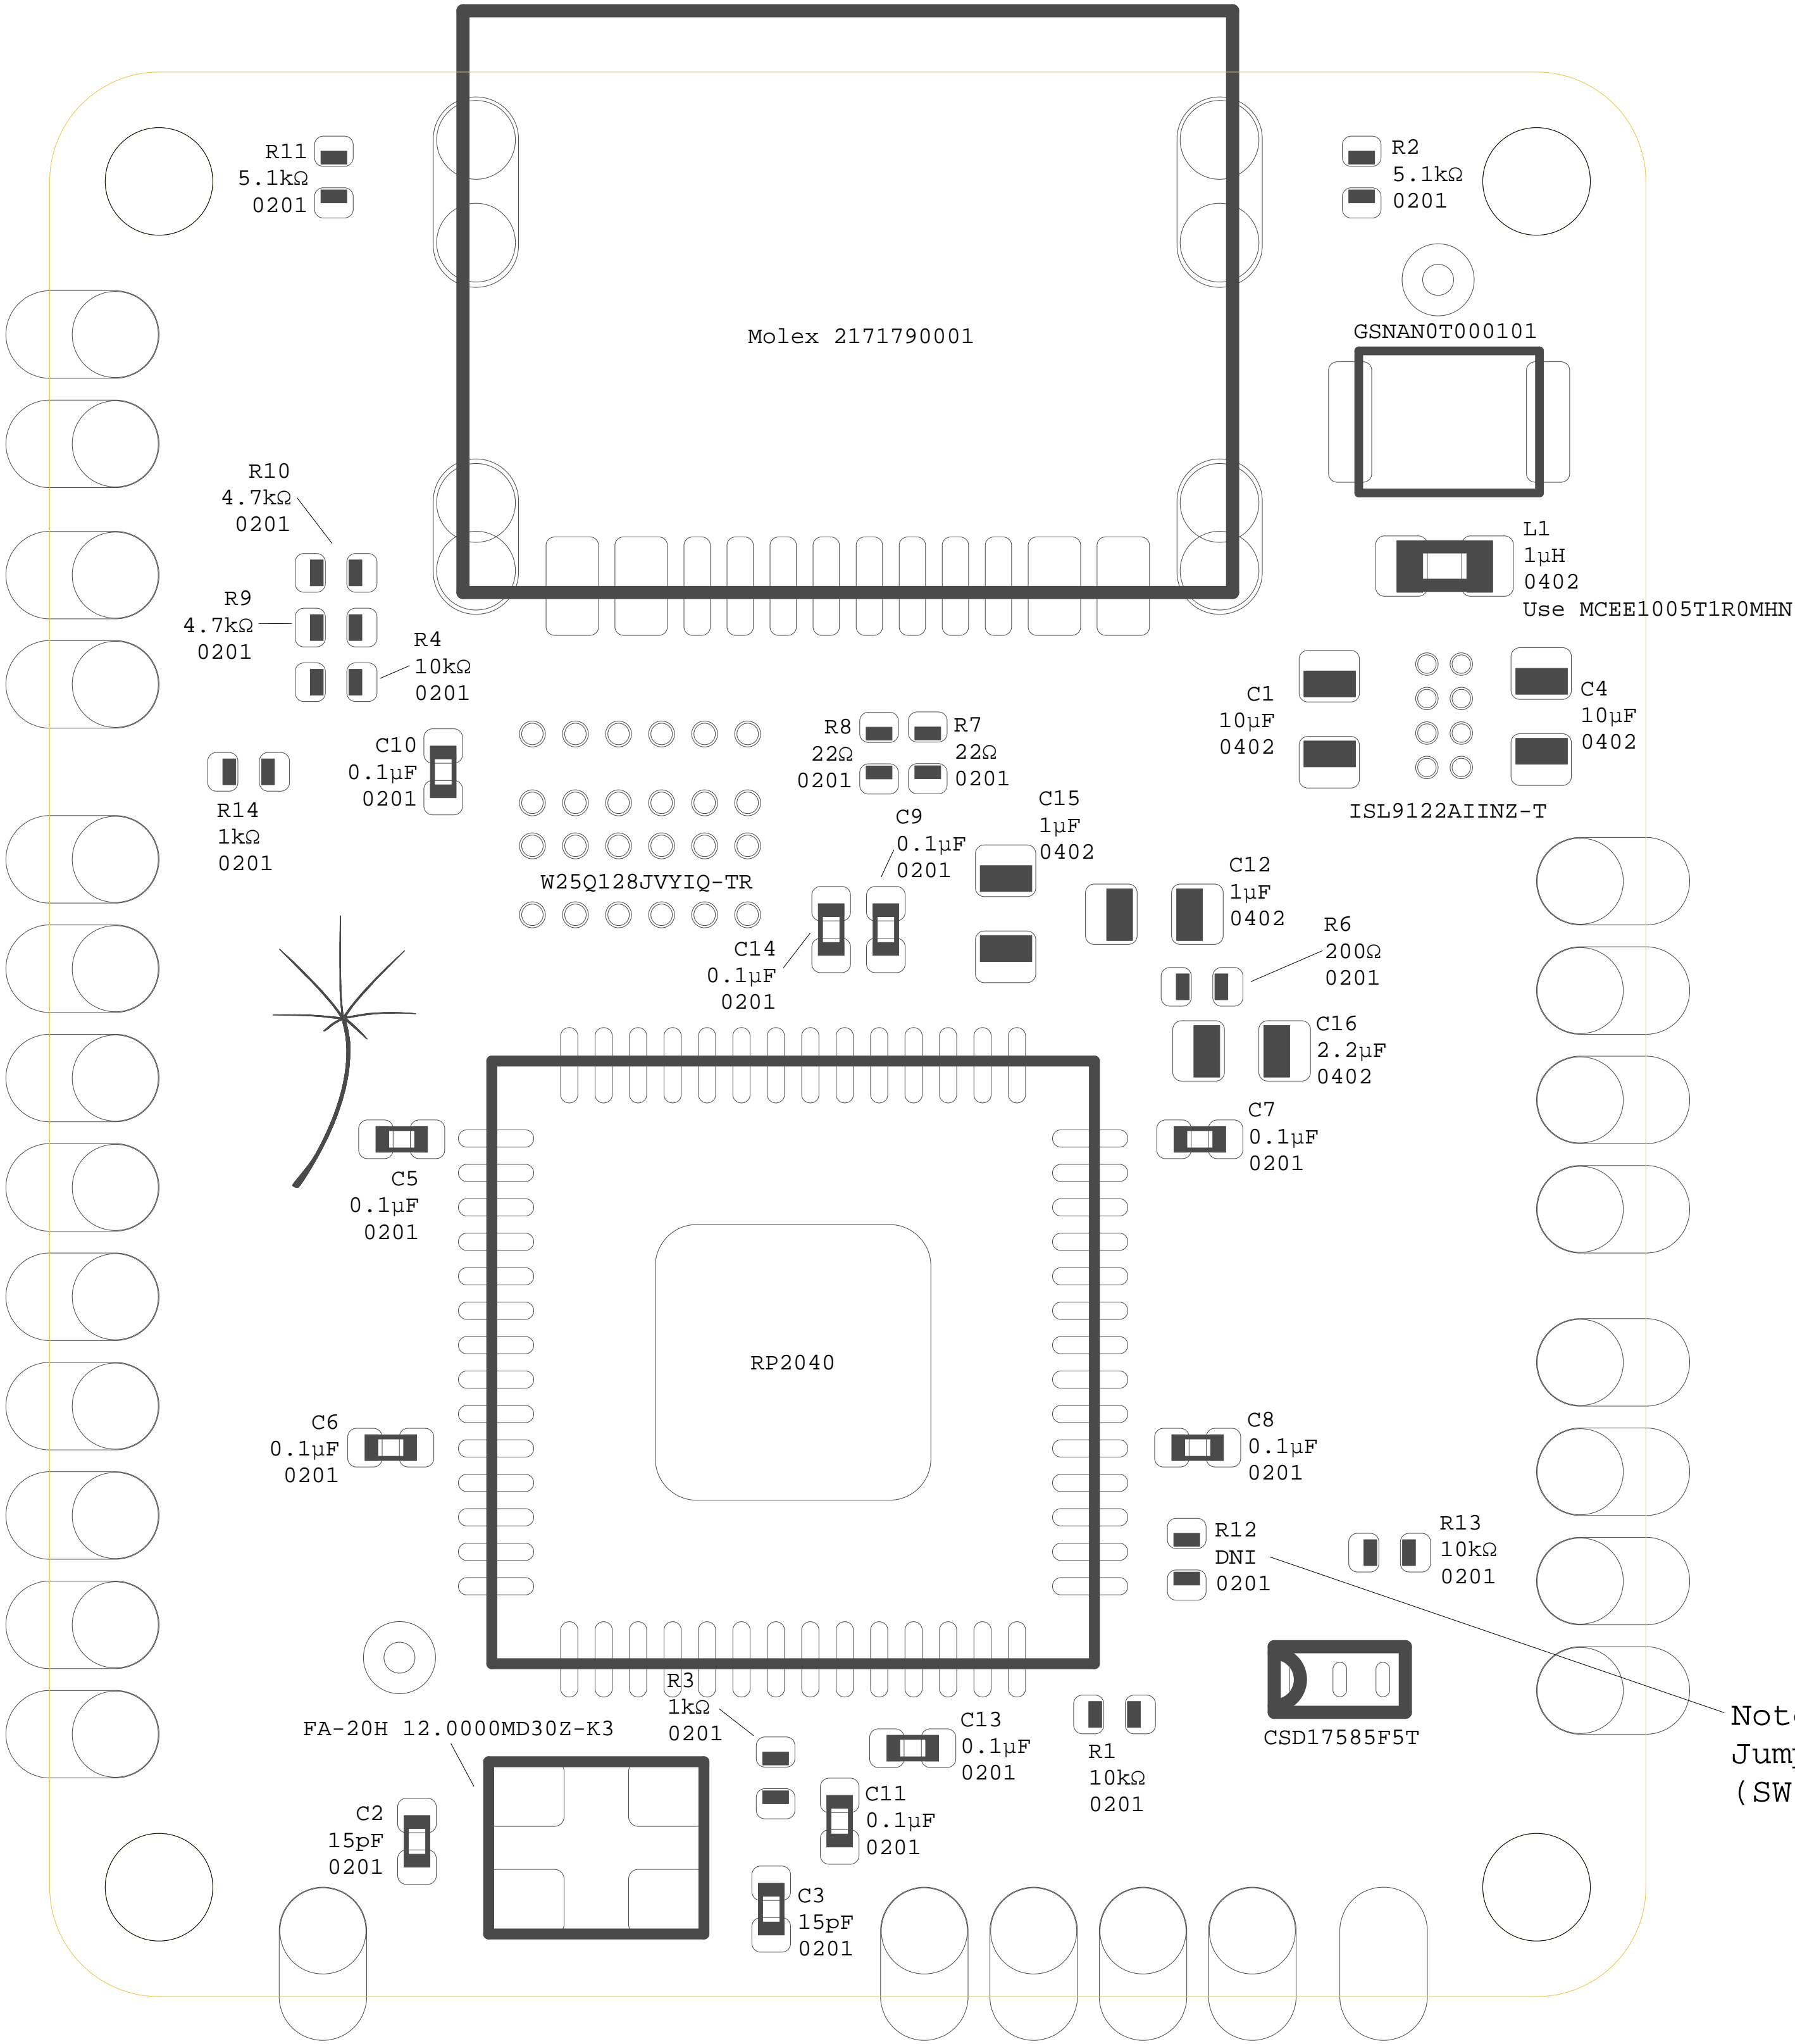 R11
5.1kΩ
0201
R2
5.1kΩ
0201
Molex 2171790001
GSNAN0T000101
R10
4.7kΩ
0201
L1
1µH
0402
Use MCEE1005T1R0MHN
R9
4.7kΩ
0201
R4
10kΩ
0201
C1
10µF
0402
C4
10µF
0402
C10
0.1µF
0201
R8
22Ω
0201
R7
22Ω
0201
R14
1kΩ
0201
ISL9122AIINZ-T
C15
1µF
0402
C9
0.1µF
0201
W25Q128JVYIQ-TR
C12
1µF
0402
C14
0.1µF
0201
R6
200Ω
0201
C16
2.2µF
0402
C7
0.1µF
0201
C5
0.1µF
0201
RP2040
C6
0.1µF
0201
C8
0.1µF
0201
R12
DNI
0201
R13
10kΩ
0201
R3
1kΩ
0201
FA-20H 12.0000MD30Z-K3
C13
0.1µF
0201
R1
10kΩ
0201
CSD17585F5T
C2
15pF
0201
C11
0.1µF
0201
C3
15pF
0201
(SW